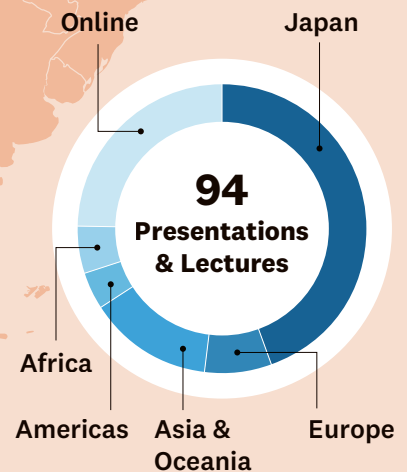 Online
Japan
94
Presentations
& Lectures
Africa
Americas
Asia &
Oceania
Europe